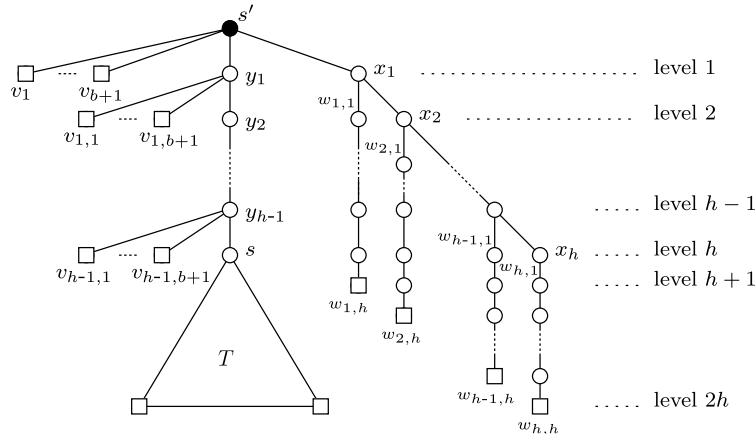 s′
x₁ level 1
v₁ v_{b+1} y₁
w_{1,1}
x₂ level 2
v_{1,1} v_{1,b+1} y₂
w_{2,1}
y_{h-1} level h − 1
w_{h-1,1}
v_{h-1,1} v_{h-1,b+1} s x_h level h
w_{h,1}
level h + 1
w_{1,h}
w_{2,h}
T
w_{h-1,h}
level 2h
w_{h,h}